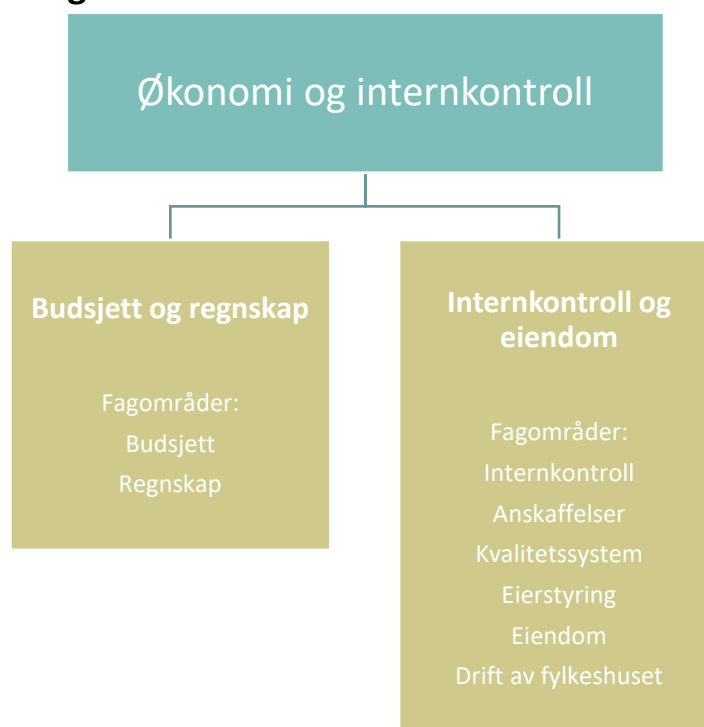 Økonomi og internkontroll
Budsjett og regnskap
Fagområder:
Budsjett
Regnskap
Internkontroll og
eiendom
Fagområder:
Internkontroll
Anskaffelser
Kvalitetssystem
Eierstyring
Eiendom
Drift av fylkeshuset